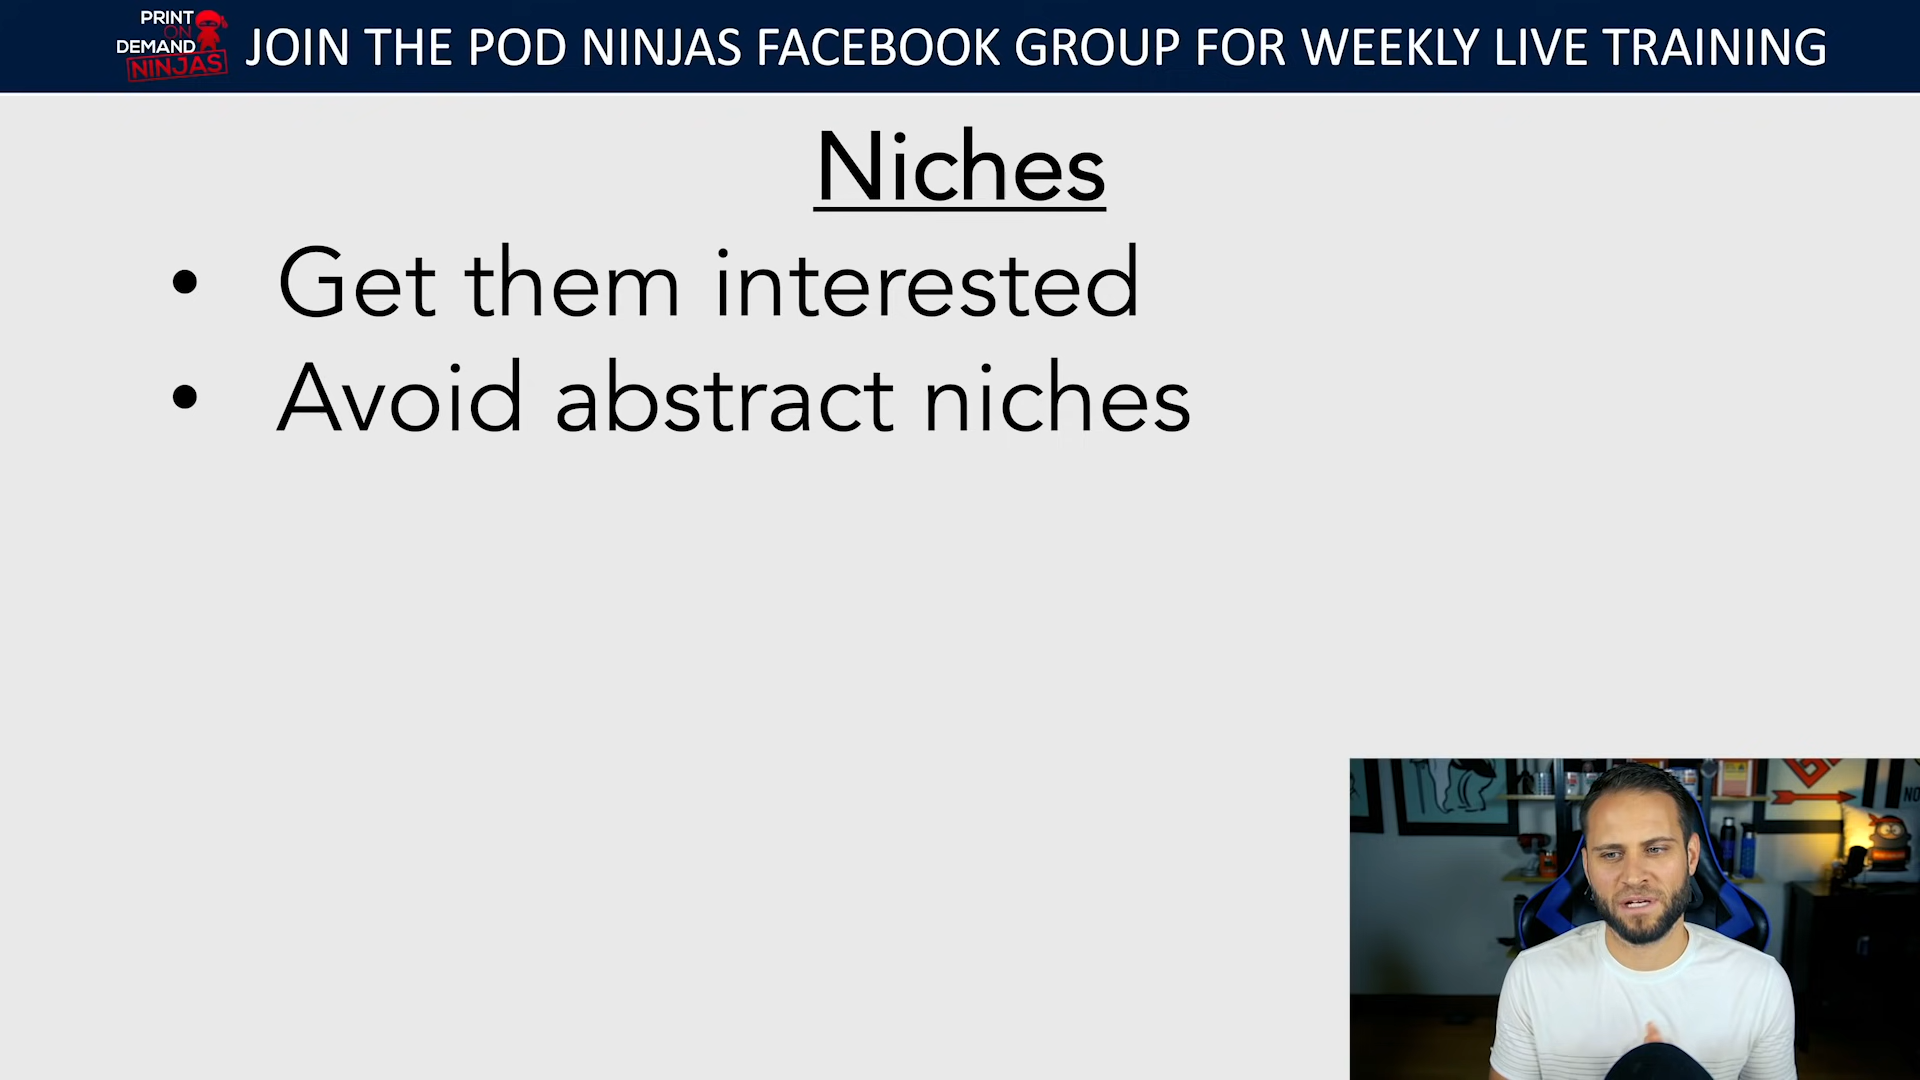 PRINT
ON
DEMAND
NINJAS
JOIN THE POD NINJAS FACEBOOK GROUP FOR WEEKLY LIVE TRAINING
Niches
• Get them interested
• Avoid abstract niches
NO